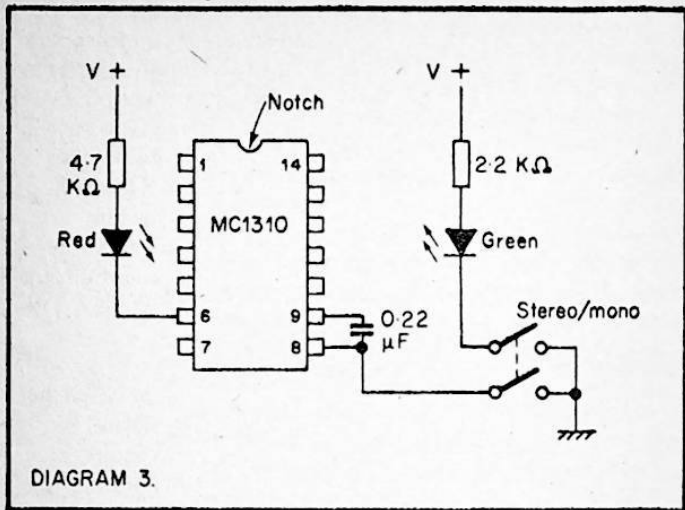 V +
V +
Notch
4·7
KΩ
1
14
2·2 KΩ
MC1310
Red
Green
6
9
0·22
μF
Stereo/mono
7
8
DIAGRAM 3.